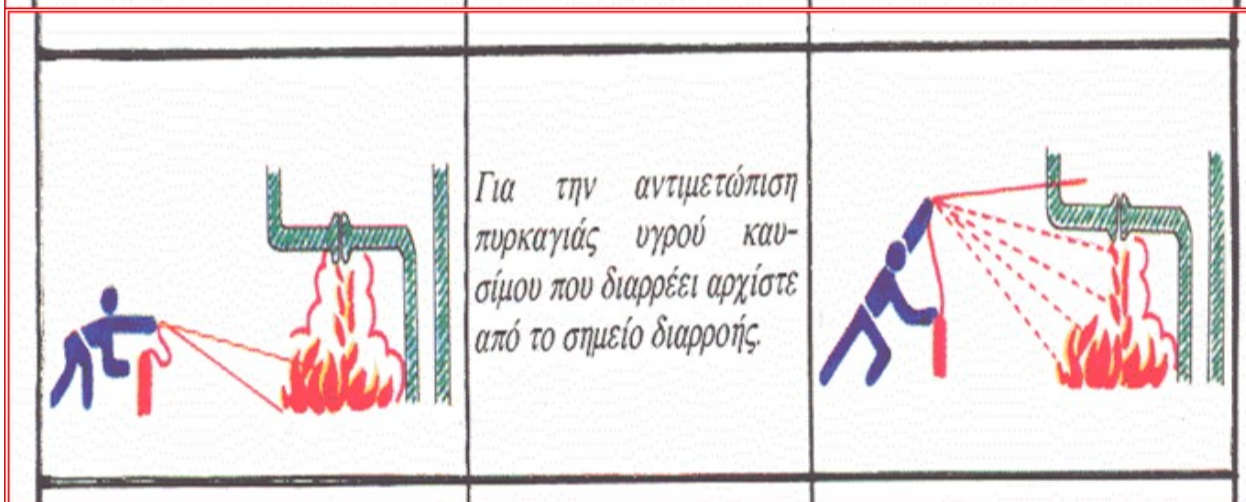 Για την αντιμετώπιση
πυρκαγιάς υγρού καυ-
σίμου που διαρρέει αρχίστε
από το σημείο διαρροής.